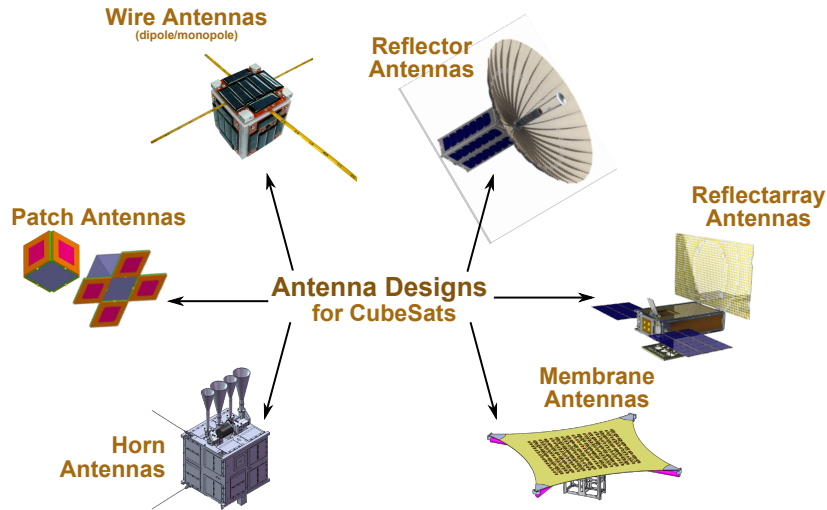 Wire Antennas
(dipole/monopole)
Reflector
Antennas
Patch Antennas
Reflectarray
Antennas
Antenna Designs
for CubeSats
Horn
Antennas
Membrane
Antennas